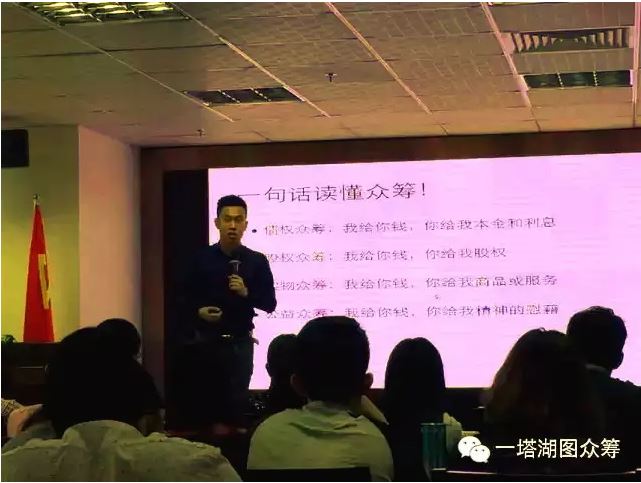 一句话读懂众筹!
• 债权众筹:我给你钱,你给我本金和利息
股权众筹:我给你钱,你给我股权
物众筹:我给你钱,你给我商品或服务
益众筹:我给你钱,你给我精神的慰藉
一塔湖图众筹